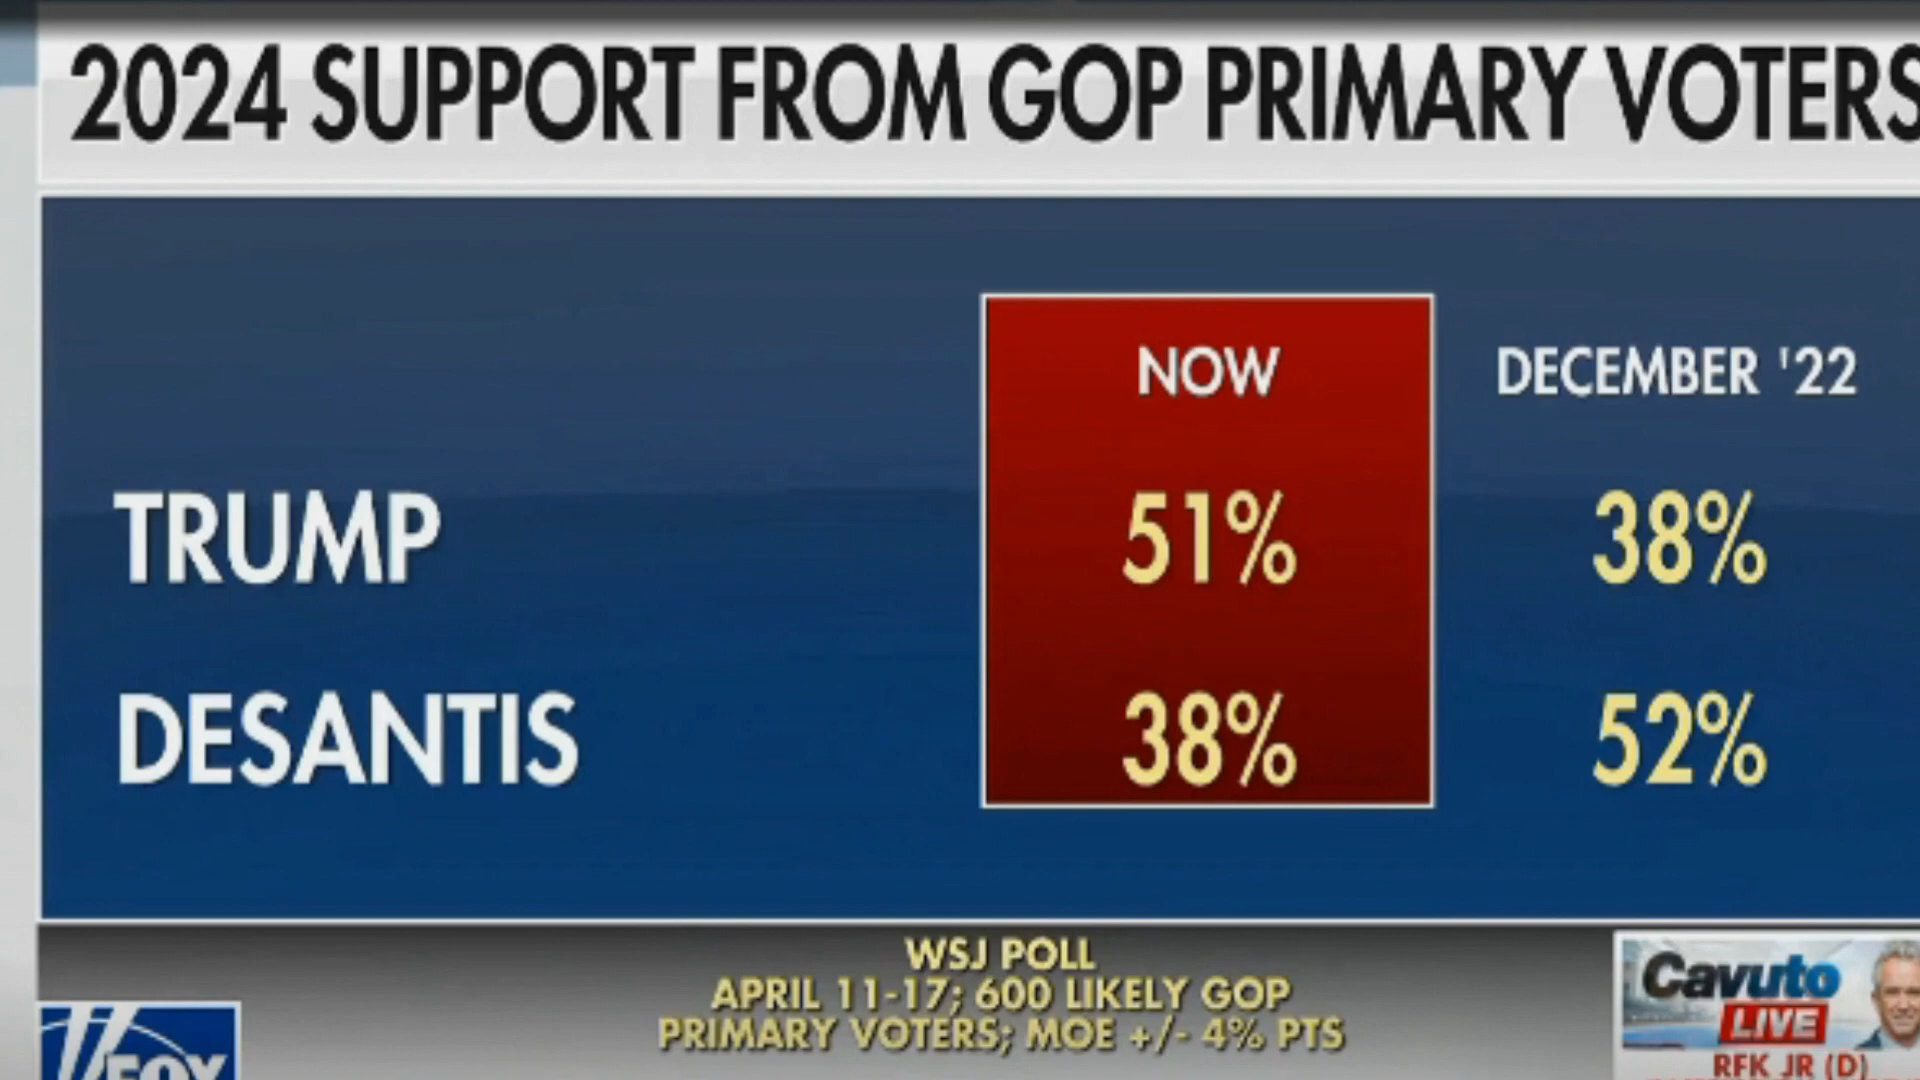 2024 SUPPORT FROM GOP PRIMARY VOTERS
NOW DECEMBER '22
TRUMP 51% 38%
DESANTIS 38% 52%
WSJ POLL
APRIL 11-17; 600 LIKELY GOP
PRIMARY VOTERS; MOE +/- 4% PTS
FOX
Cavuto
LIVE
RFK JR (D)